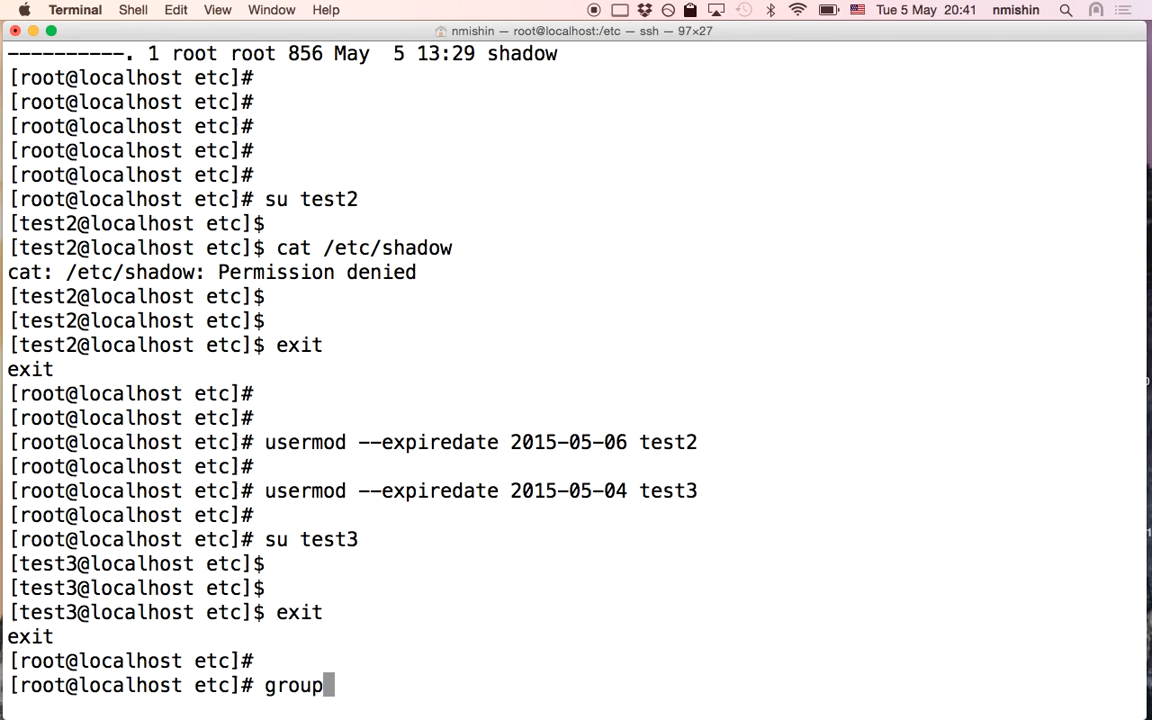 Terminal Shell Edit View Window Help Tue 5 May 20:41 nmishin
nmishin — root@localhost:/etc — ssh — 97×27
----------. 1 root root 856 May  5 13:29 shadow
[root@localhost etc]#
[root@localhost etc]#
[root@localhost etc]#
[root@localhost etc]#
[root@localhost etc]#
[root@localhost etc]# su test2
[test2@localhost etc]$
[test2@localhost etc]$ cat /etc/shadow
cat: /etc/shadow: Permission denied
[test2@localhost etc]$
[test2@localhost etc]$
[test2@localhost etc]$ exit
exit
[root@localhost etc]#
[root@localhost etc]#
[root@localhost etc]# usermod --expiredate 2015-05-06 test2
[root@localhost etc]#
[root@localhost etc]# usermod --expiredate 2015-05-04 test3
[root@localhost etc]#
[root@localhost etc]# su test3
[test3@localhost etc]$
[test3@localhost etc]$
[test3@localhost etc]$ exit
exit
[root@localhost etc]#
[root@localhost etc]# group